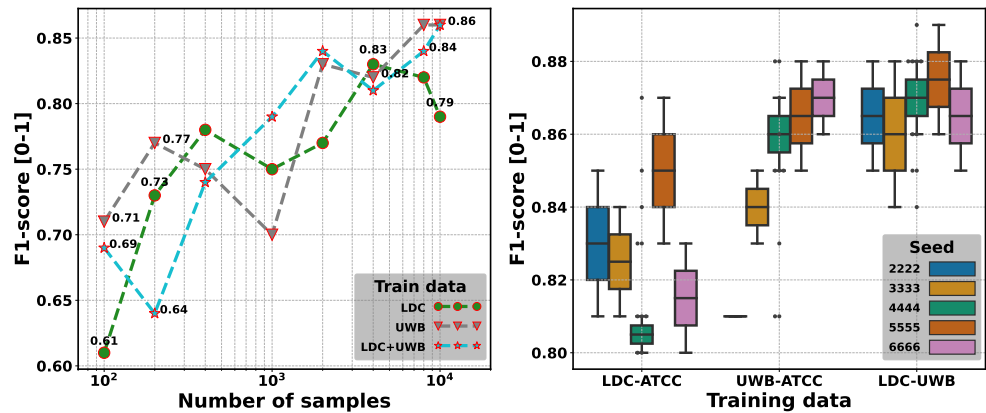 F1-score [0-1]
0.85
0.80
0.75
0.70
0.65
0.60
0.86
0.84
0.83
0.82
0.79
0.77
0.73
0.71
0.69
0.64
0.61
Train data
LDC
UWB
LDC+UWB
10² 10³ 10⁴
Number of samples
F1-score [0-1]
0.88
0.86
0.84
0.82
0.80
Seed
2222
3333
4444
5555
6666
LDC-ATCC UWB-ATCC LDC-UWB
Training data